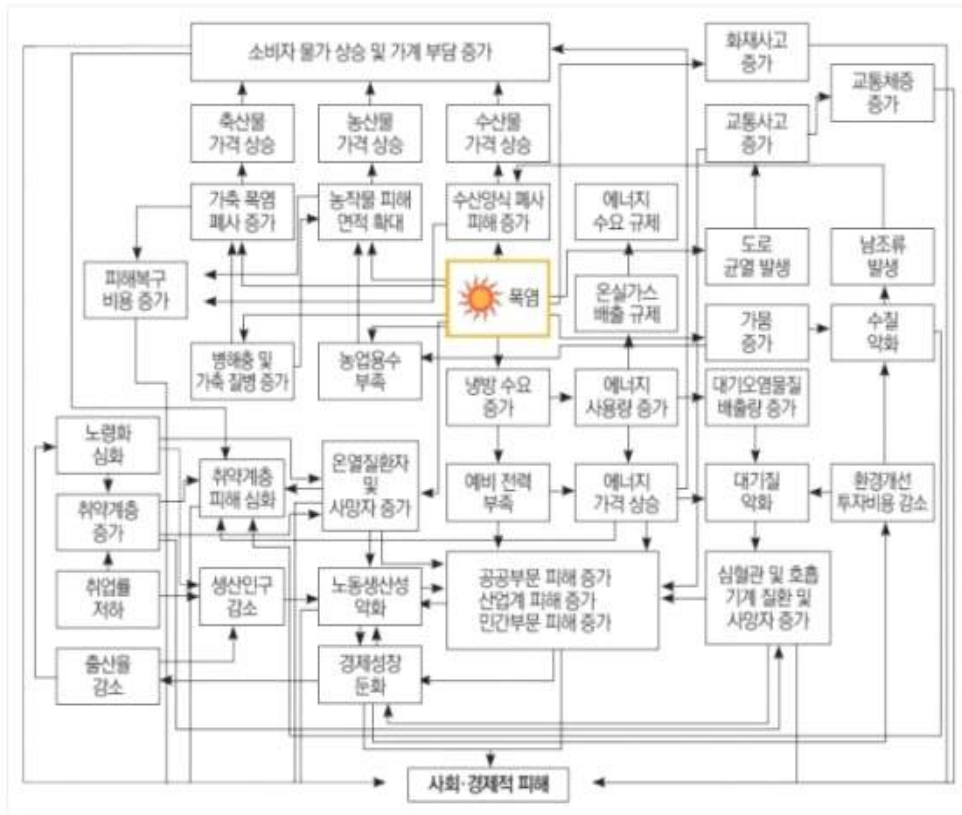 소비자 물가 상승 및 가계 부담 증가
화재사고
증가
교통체증
증가
축산물
가격 상승
농산물
가격 상승
수산물
가격 상승
교통사고
증가
가축 폭염
폐사 증가
농작물 피해
면적 확대
수산양식 폐사
피해 증가
에너지
수요 규제
도로
균열 발생
남조류
발생
피해복구
비용 증가
폭염
온실가스
배출 규제
가뭄
증가
수질
악화
병해충 및
가축 질병 증가
농업용수
부족
냉방 수요
증가
에너지
사용량 증가
대기오염물질
배출량 증가
노령화
심화
취약계층
피해 심화
온열질환자
및
사망자 증가
예비 전력
부족
에너지
가격 상승
대기질
악화
환경개선
투자비용 감소
취약계층
증가
취업률
저하
생산인구
감소
노동생산성
악화
공공부문 피해 증가
산업계 피해 증가
민간부문 피해 증가
심혈관 및 호흡
기계 질환 및
사망자 증가
출산율
감소
경제성장
둔화
사회·경제적 피해